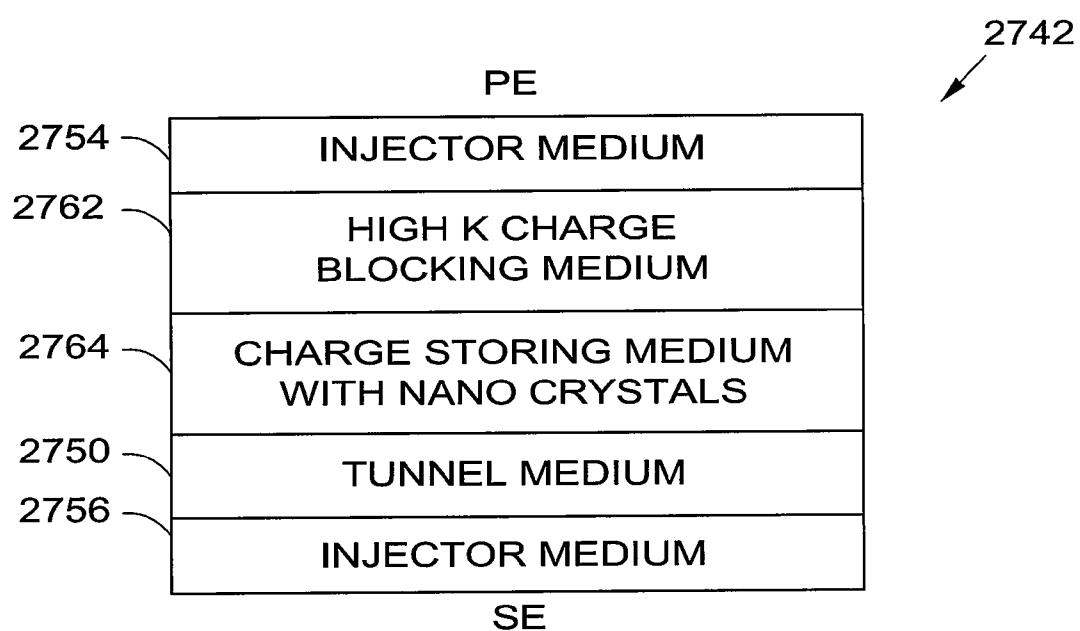 2742
PE
2754
INJECTOR MEDIUM
2762
HIGH K CHARGE
BLOCKING MEDIUM
2764
CHARGE STORING MEDIUM
WITH NANO CRYSTALS
2750
TUNNEL MEDIUM
2756
INJECTOR MEDIUM
SE